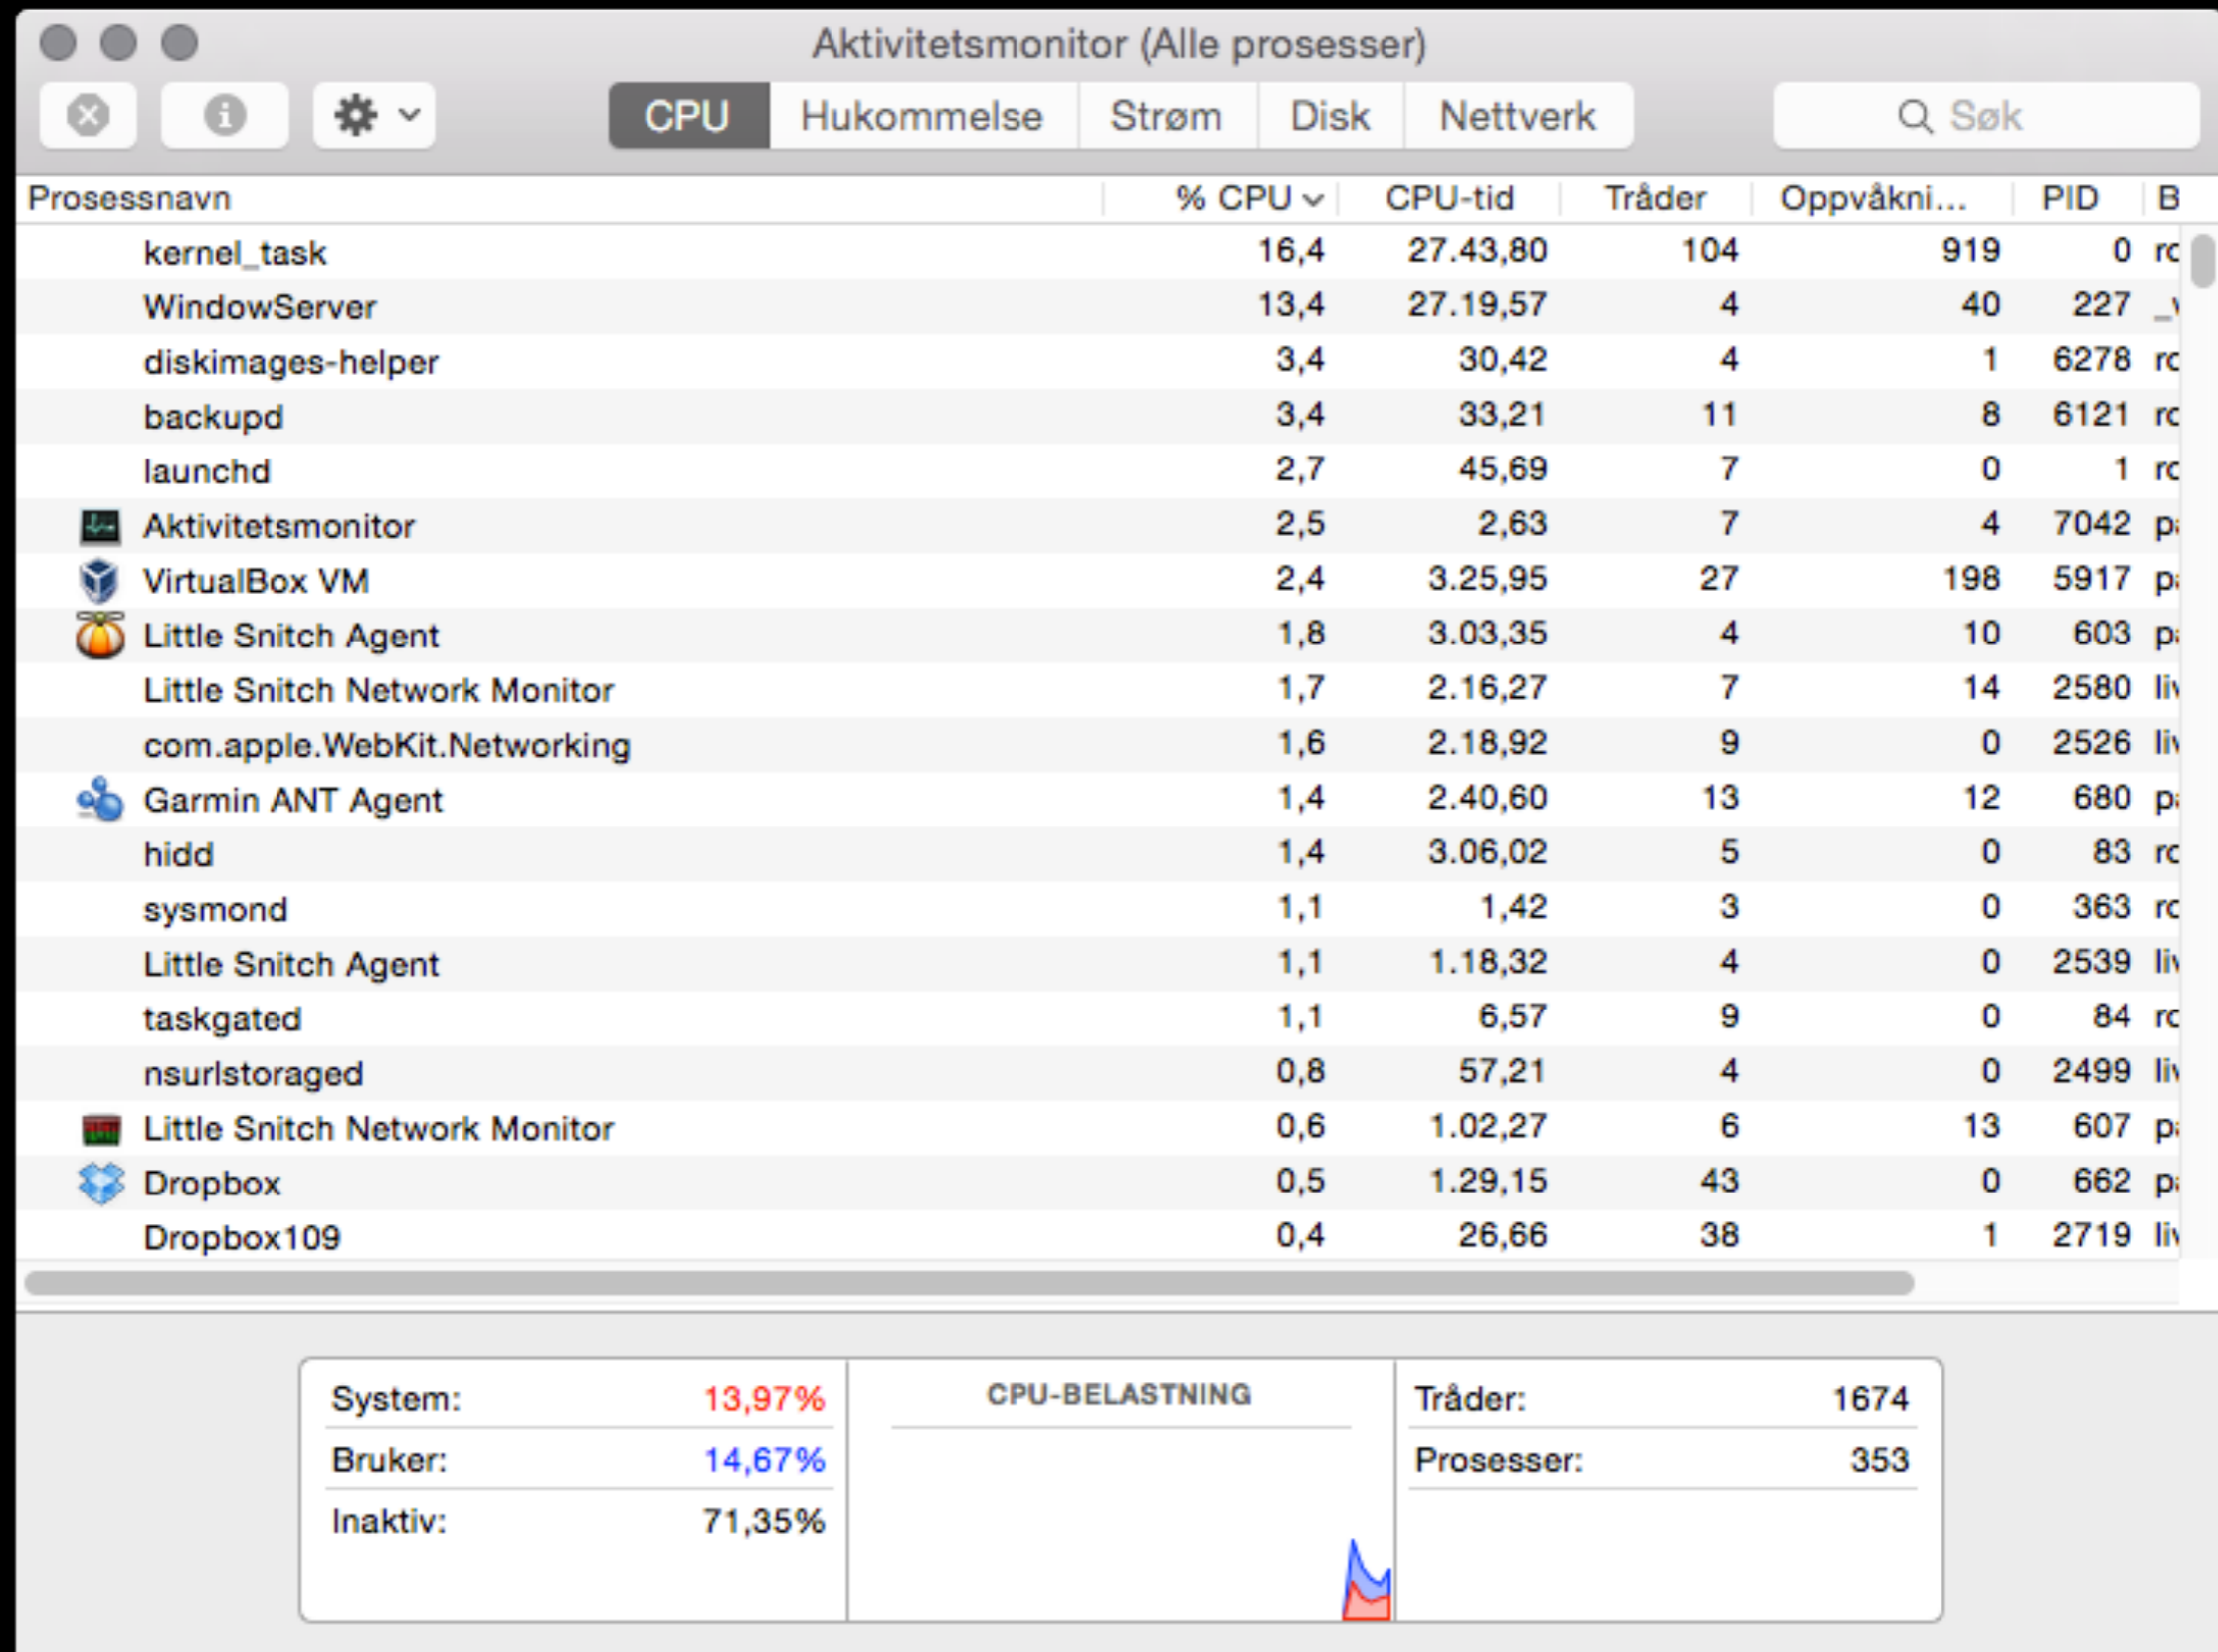 Aktivitetsmonitor (Alle prosesser)
CPU Hukommelse Strøm Disk Nettverk Søk
Prosessnavn % CPU CPU-tid Tråder Oppvåkni... PID B
kernel_task 16,4 27.43,80 104 919 0
WindowServer 13,4 27.19,57 4 40 227
diskimages-helper 3,4 30,42 4 1 6278
backupd 3,4 33,21 11 8 6121
launchd 2,7 45,69 7 0 1
Aktivitetsmonitor 2,5 2,63 7 4 7042
VirtualBox VM 2,4 3.25,95 27 198 5917
Little Snitch Agent 1,8 3.03,35 4 10 603
Little Snitch Network Monitor 1,7 2.16,27 7 14 2580
com.apple.WebKit.Networking 1,6 2.18,92 9 0 2526
Garmin ANT Agent 1,4 2.40,60 13 12 680
hidd 1,4 3.06,02 5 0 83
sysmond 1,1 1,42 3 0 363
Little Snitch Agent 1,1 1.18,32 4 0 2539
taskgated 1,1 6,57 9 0 84
nsurlstoraged 0,8 57,21 4 0 2499
Little Snitch Network Monitor 0,6 1.02,27 6 13 607
Dropbox 0,5 1.29,15 43 0 662
Dropbox109 0,4 26,66 38 1 2719
System: 13,97%
Bruker: 14,67%
Inaktiv: 71,35%
CPU-BELASTNING
Tråder: 1674
Prosesser: 353